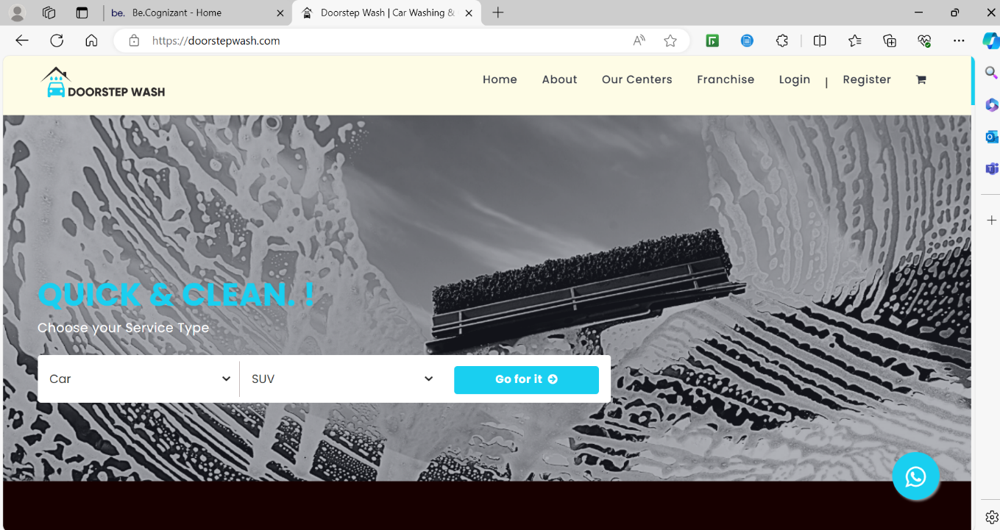 be. Be.Cognizant - Home
Doorstep Wash | Car Washing &
https://doorstepwash.com
DOORSTEP WASH
Home About Our Centers Franchise Login | Register
QUICK & CLEAN. !
Choose your Service Type
Car SUV Go for it